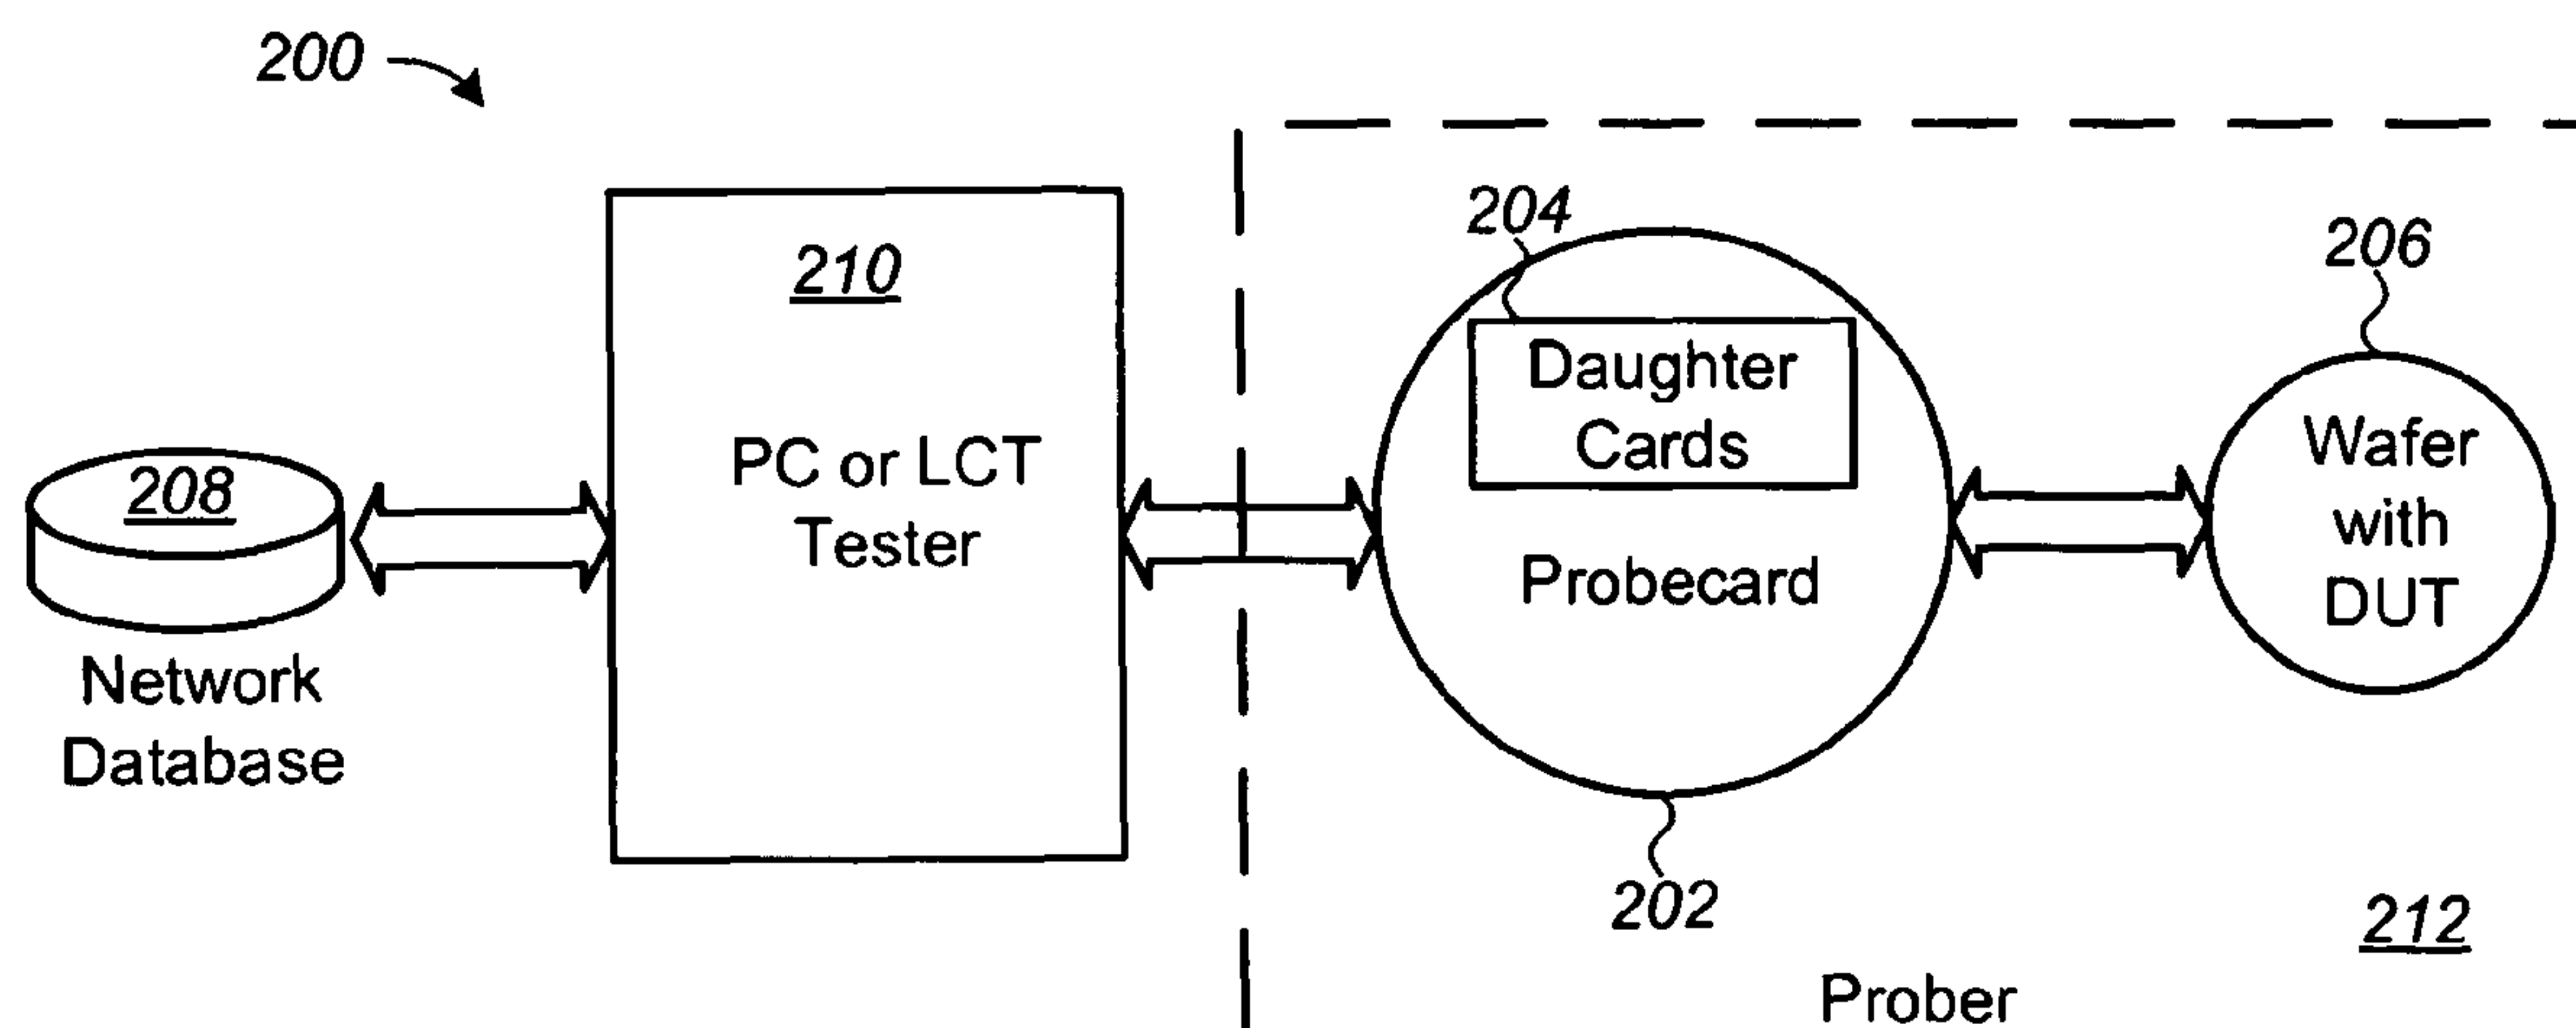 200
210
PC or LCT
Tester
208
Network
Database
204
Daughter
Cards
Probecard
202
206
Wafer
with
DUT
212
Prober